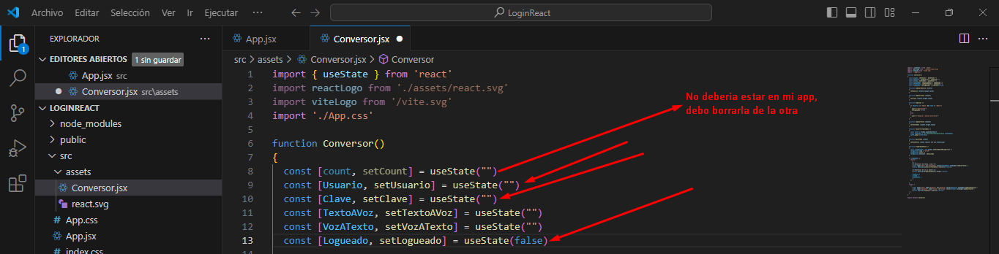 Archivo Editar Selección Ver Ir Ejecutar ··· LoginReact
EXPLORADOR ···
App.jsx
Conversor.jsx
1
EDITORES ABIERTOS 1 sin guardar
App.jsx src
Conversor.jsx src\assets
LOGINREACT
node_modules
public
src
assets
Conversor.jsx
react.svg
App.css
App.jsx
index.css
src > assets > Conversor.jsx > Conversor
1 import { useState } from 'react'
2 import reactLogo from './assets/react.svg'
3 import viteLogo from '/vite.svg'
4 import './App.css'
5
6 function Conversor()
7 {
8 const [count, setCount] = useState("")
9 const [Usuario, setUsuario] = useState("")
10 const [Clave, setClave] = useState("")
11 const [TextoAVoz, setTextoAVoz] = useState("")
12 const [VozATexto, setVozATexto] = useState("")
13 const [Logueado, setLogueado] = useState(false)
No deberia estar en mi app,
debo borrarla de la otra